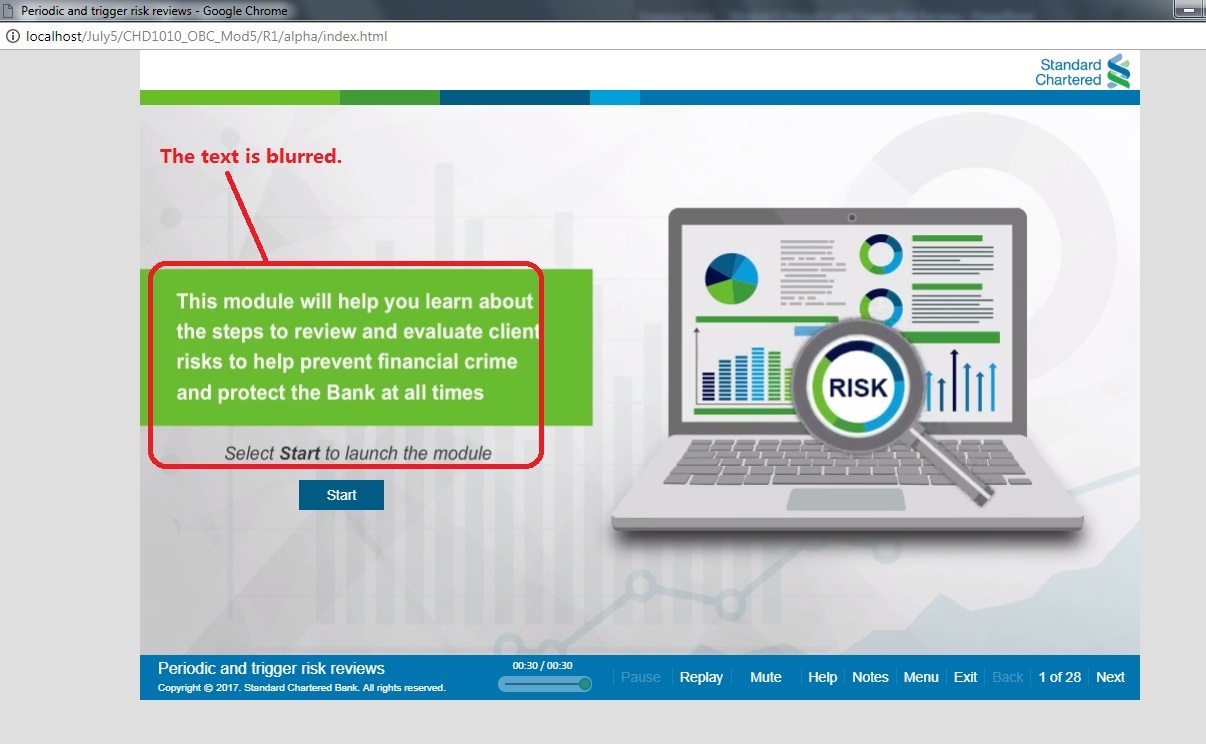 Periodic and trigger risk reviews - Google Chrome
localhost/July5/CHD1010_OBC_Mod5/R1/alpha/index.html
Standard
Chartered
The text is blurred.
This module will help you learn about
the steps to review and evaluate client
risks to help prevent financial crime
and protect the Bank at all times
Select Start to launch the module
Start
RISK
Periodic and trigger risk reviews
Copyright © 2017. Standard Chartered Bank. All rights reserved.
00:30 / 00:30
Pause Replay Mute Help Notes Menu Exit Back 1 of 28 Next